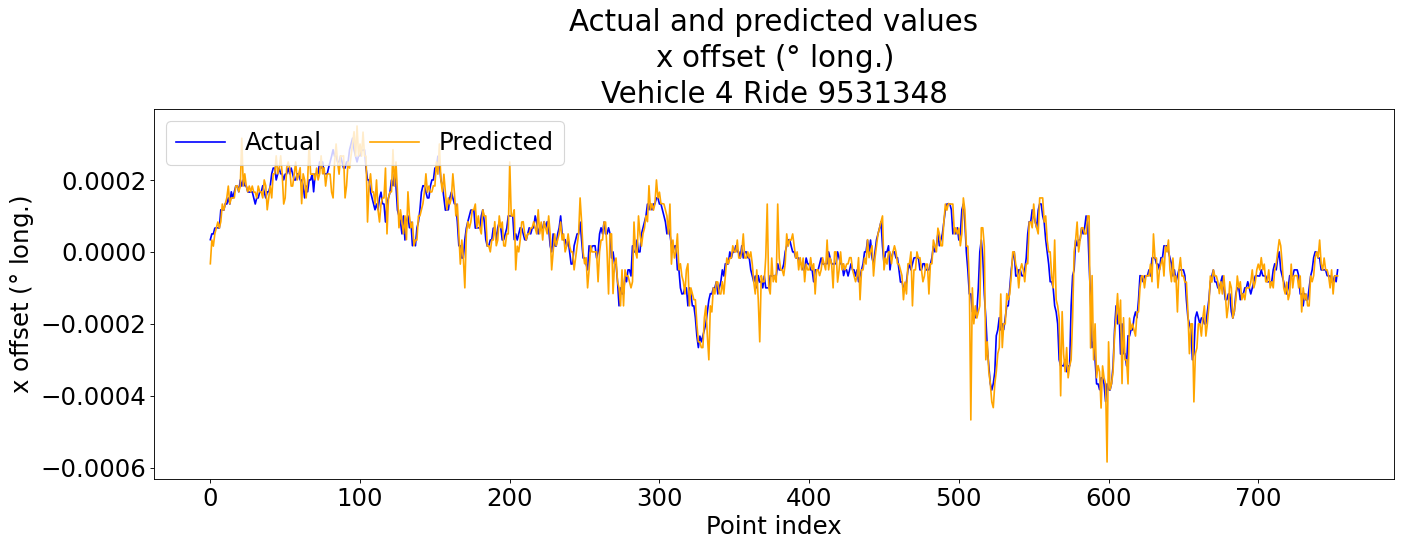 Actual and predicted values
x offset (° long.)
Vehicle 4 Ride 9531348
Actual Predicted
x offset (° long.)
0.0002
0.0000
−0.0002
−0.0004
−0.0006
0 100 200 300 400 500 600 700
Point index